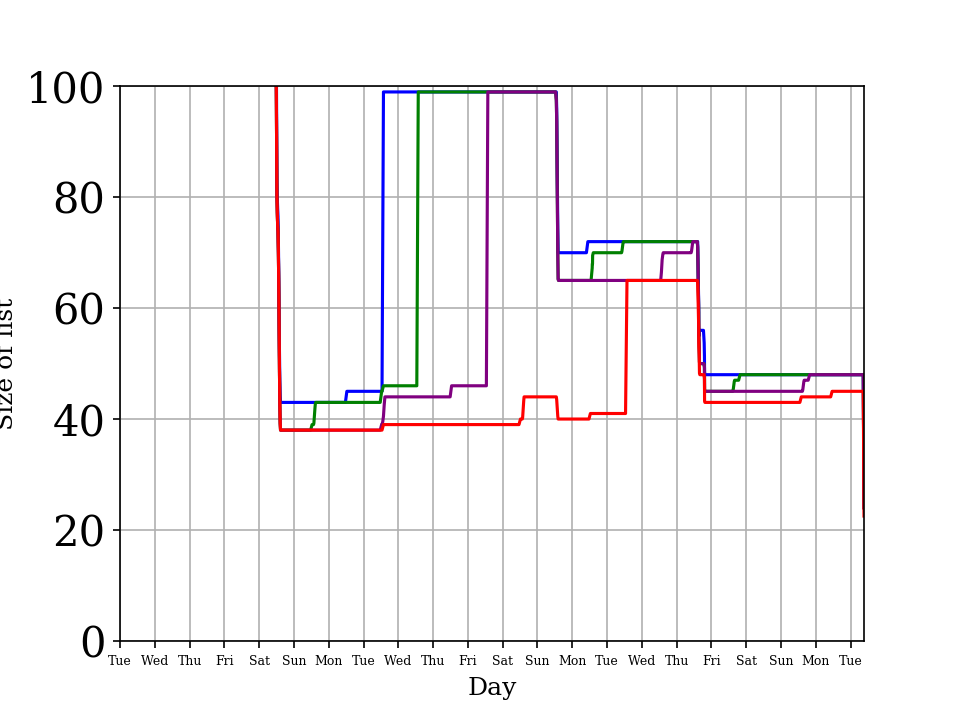 100
80
60
40
20
0
Size of list
Tue Wed Thu Fri Sat Sun Mon Tue Wed Thu Fri Sat Sun Mon Tue Wed Thu Fri Sat Sun Mon Tue
Day